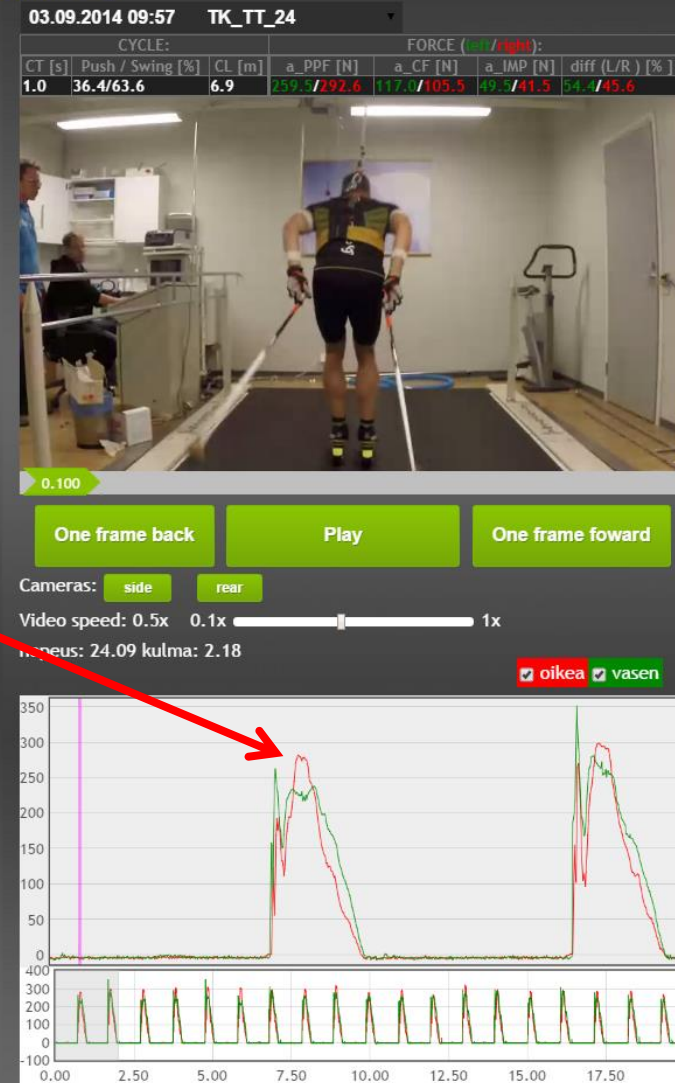 03.09.2014 09:57 TK_TT_24
CYCLE: FORCE (left/right):
CT [s] Push / Swing [%] CL [m] a_PPF [N] a_CF [N] a_IMP [N] diff (L/R ) [% ]
1.0 36.4/63.6 6.9 259.5/292.6 117.0/105.5 49.5/41.5 54.4/45.6
0.100
One frame back Play One frame foward
Cameras: side rear
Video speed: 0.5x 0.1x 1x
24.09 kulma: 2.18
oikea vasen
350
300
250
200
150
100
50
0
400
300
200
100
0
-100
0.00 2.50 5.00 7.50 10.00 12.50 15.00 17.50